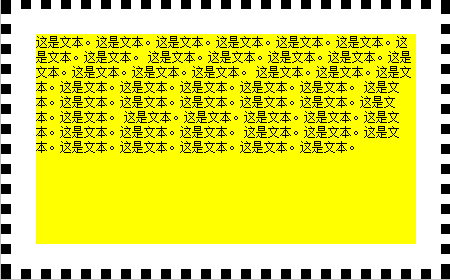 这是文本。这是文本。这是文本。这是文本。这是文本。这是文本。这
是文本。这是文本。 这是文本。这是文本。这是文本。这是文本。这是
文本。这是文本。这是文本。这是文本。 这是文本。这是文本。这是文
本。这是文本。这是文本。这是文本。这是文本。这是文本。 这是文
本。这是文本。这是文本。这是文本。这是文本。这是文本。这是文
本。这是文本。 这是文本。这是文本。这是文本。这是文本。这是文
本。这是文本。这是文本。这是文本。 这是文本。这是文本。这是文
本。这是文本。这是文本。这是文本。这是文本。这是文本。